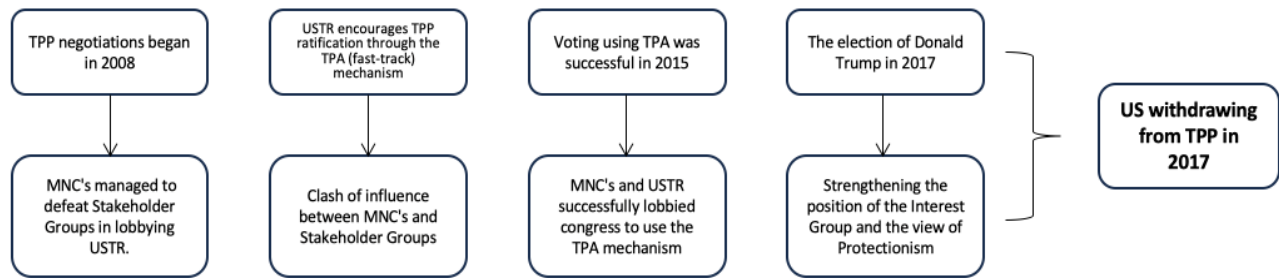 TPP negotiations began
in 2008
USTR encourages TPP
ratification through the
TPA (fast-track)
mechanism
Voting using TPA was
successful in 2015
The election of Donald
Trump in 2017
US withdrawing
from TPP in
2017
MNC's managed to
defeat Stakeholder
Groups in lobbying
USTR.
Clash of influence
between MNC's and
Stakeholder Groups
MNC's and USTR
successfully lobbied
congress to use the
TPA mechanism
Strengthening the
position of the Interest
Group and the view of
Protectionism